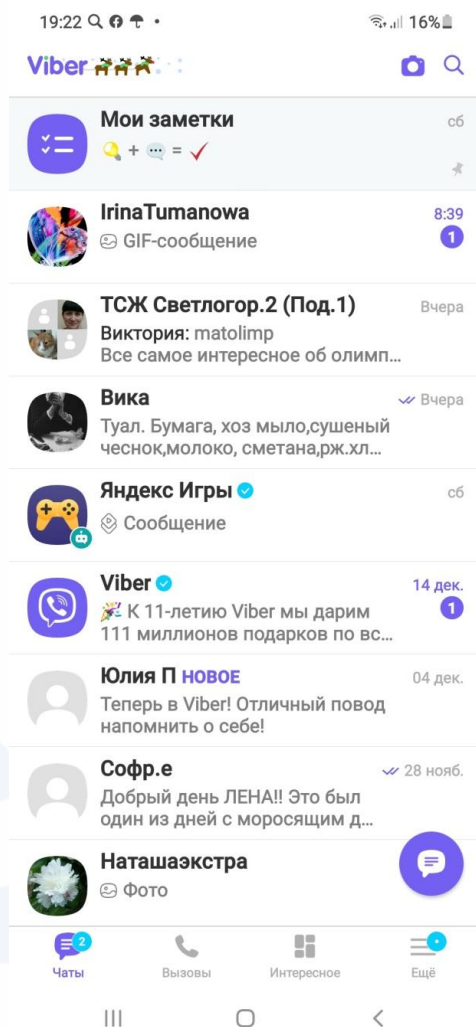 19:22 16%
Viber
Мои заметки сб
+ =
IrinaTumanowa 8:39
GIF-сообщение 1
ТСЖ Светлогор.2 (Под.1) Вчера
Виктория: matolimp
Все самое интересное об олимп...
Вика Вчера
Туал. Бумага, хоз мыло,сушеный
чеснок,молоко, сметана,рж.хл...
Яндекс Игры сб
Сообщение
Viber 14 дек.
К 11-летию Viber мы дарим 1
111 миллионов подарков по вс...
Юлия П НОВОЕ 04 дек.
Теперь в Viber! Отличный повод
напомнить о себе!
Софр.е 28 нояб.
Добрый день ЛЕНА!! Это был
один из дней с моросящим д...
Наташаэкстра
Фото
2
Чаты Вызовы Интересное Ещё